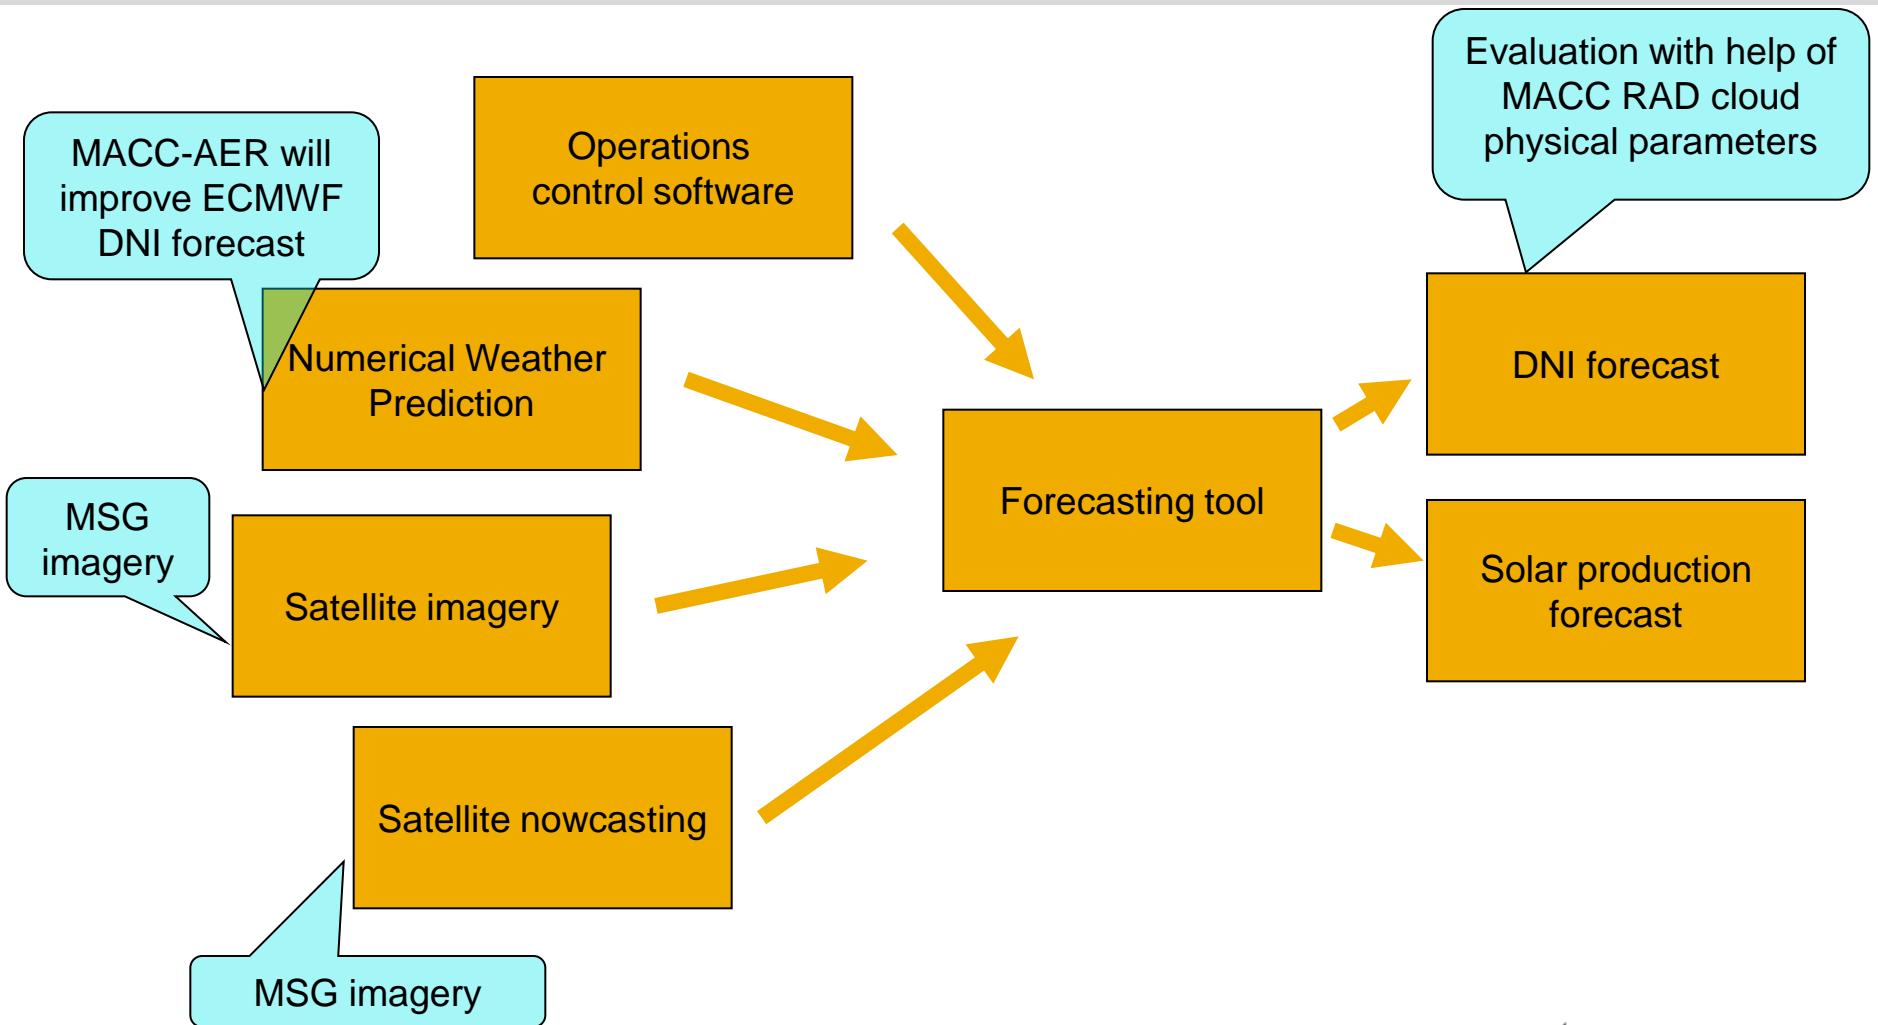 Evaluation with help of
MACC RAD cloud
physical parameters
Operations
control software
MACC-AER will
improve ECMWF
DNI forecast
Numerical Weather
Prediction
DNI forecast
Forecasting tool
MSG
imagery
Satellite imagery
Solar production
forecast
Satellite nowcasting
MSG imagery